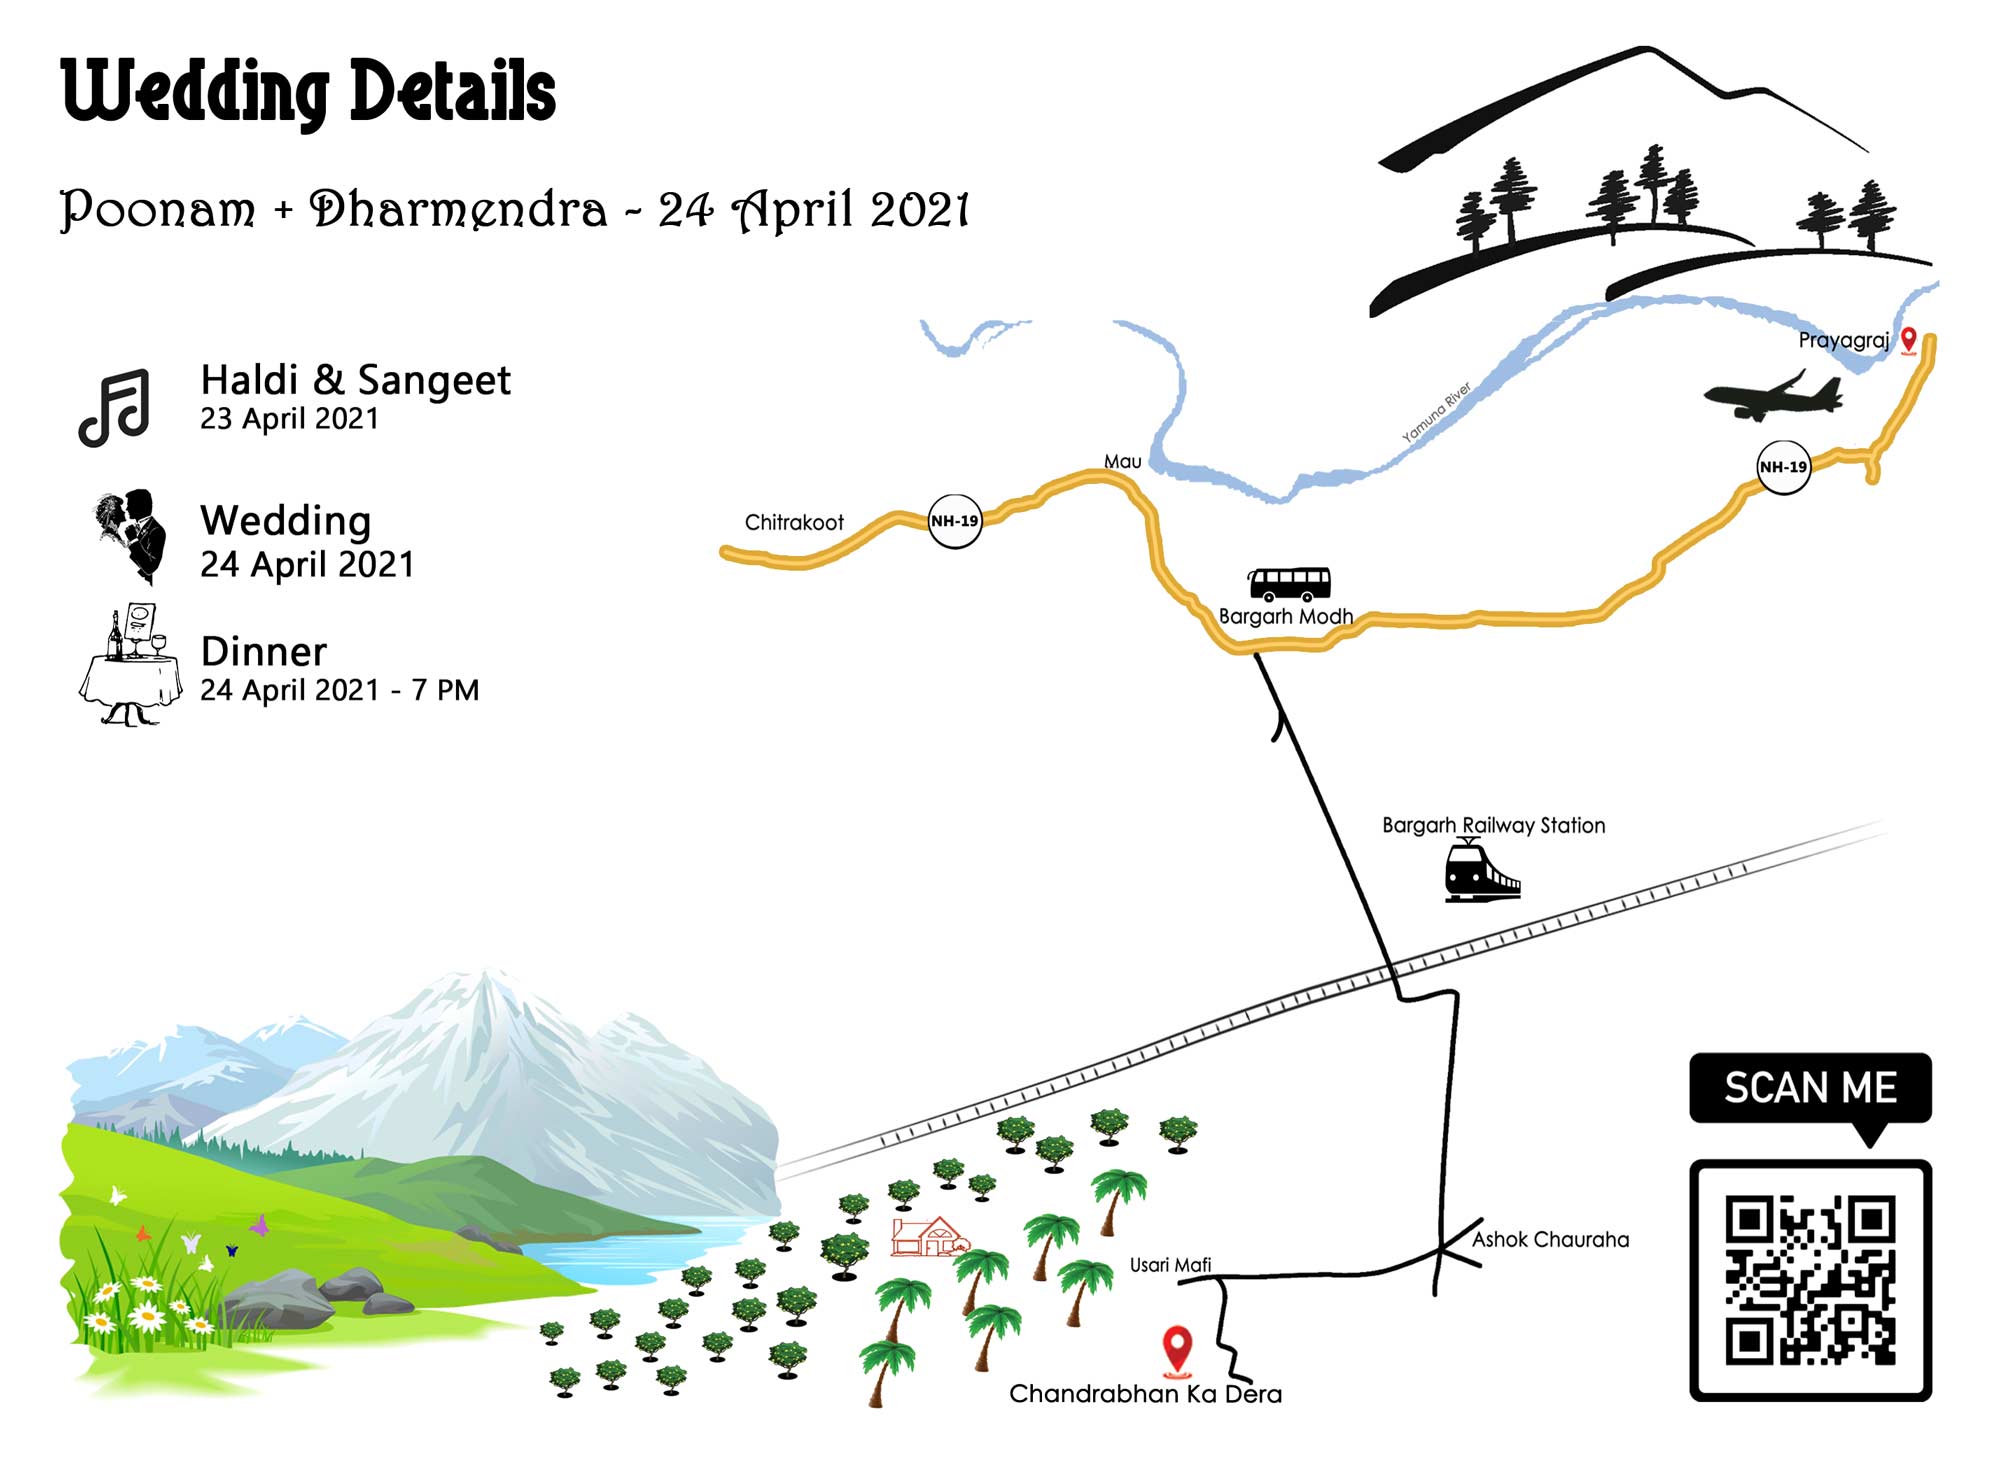 Wedding Details
Poonam + Dharmendra - 24 April 2021
Haldi & Sangeet
23 April 2021
Wedding
24 April 2021
Dinner
24 April 2021 - 7 PM
Prayagraj
Yamuna River
NH-19
Mau
Chitrakoot
NH-19
Bargarh Modh
Bargarh Railway Station
SCAN ME
Ashok Chauraha
Usari Mafi
Chandrabhan Ka Dera